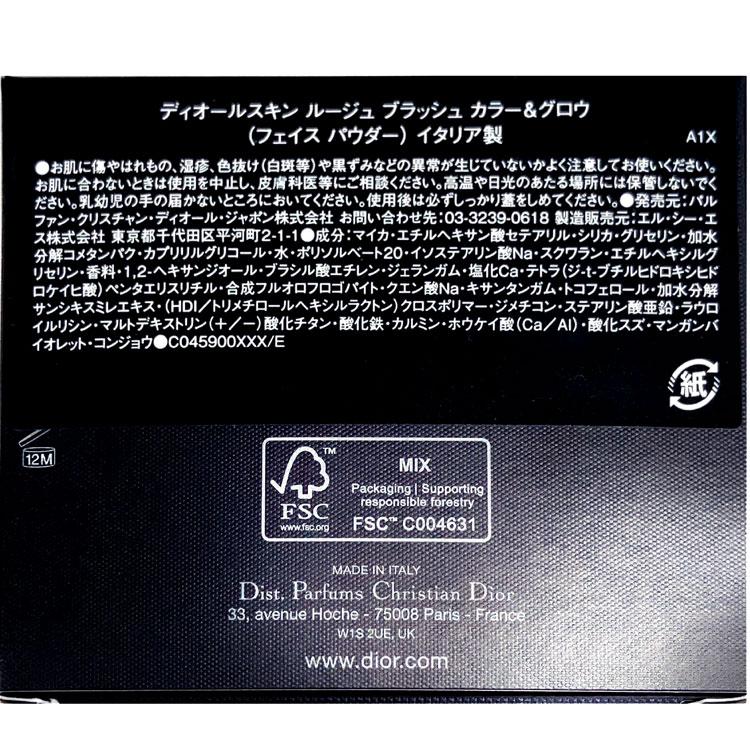 ディオールスキン ルージュ ブラッシュ カラー&グロウ
(フェイス パウダー) イタリア製
A1X
●お肌に傷やはれもの、湿疹、色抜け(白斑等)や黒ずみなどの異常が生じていないかよく注意してお使いください。
お肌に合わないときは使用を中止し、皮膚科医等にご相談ください。高温や日光のあたる場所には保管しないでく
ださい。乳幼児の手の届かないところにおいてください。使用後は必ずしっかり蓋をしめてください。●発売元:パル
ファン・クリスチャン・ディオール・ジャポン株式会社 お問い合わせ先:03-3239-0618 製造販売元:エル・シー・エ
ス株式会社 東京都千代田区平河町2-1-1●成分:マイカ・エチルヘキサン酸セテアリル・シリカ・グリセリン・加水
分解コメタンパク・カプリリルグリコール・水・ポリソルベート20・イソステアリン酸Na・スクワラン・エチルヘキシルグ
リセリン・香料・1,2-ヘキサンジオール・ブラシル酸エチレン・ジェランガム・塩化Ca・テトラ(ジ-t-ブチルヒドロキシヒド
ロケイヒ酸)ペンタエリスリチル・合成フルオロフロゴパイト・クエン酸Na・キサンタンガム・トコフェロール・加水分解
サンシキスミレエキス・(HDI/トリメチロールヘキシルラクトン)クロスポリマー・ジメチコン・ステアリン酸亜鉛・ラウロ
イルリシン・マルトデキストリン(+/-)酸化チタン・酸化鉄・カルミン・ホウケイ酸(Ca/Al)・酸化スズ・マンガンバ
イオレット・コンジョウ●C045900XXX/E
紙
12M
FSC™
www.fsc.org
MIX
Packaging | Supporting
responsible forestry
FSC™ C004631
MADE IN ITALY
Dist. Parfums Christian Dior
33, avenue Hoche - 75008 Paris - France
W1S 2UE, UK
www.dior.com